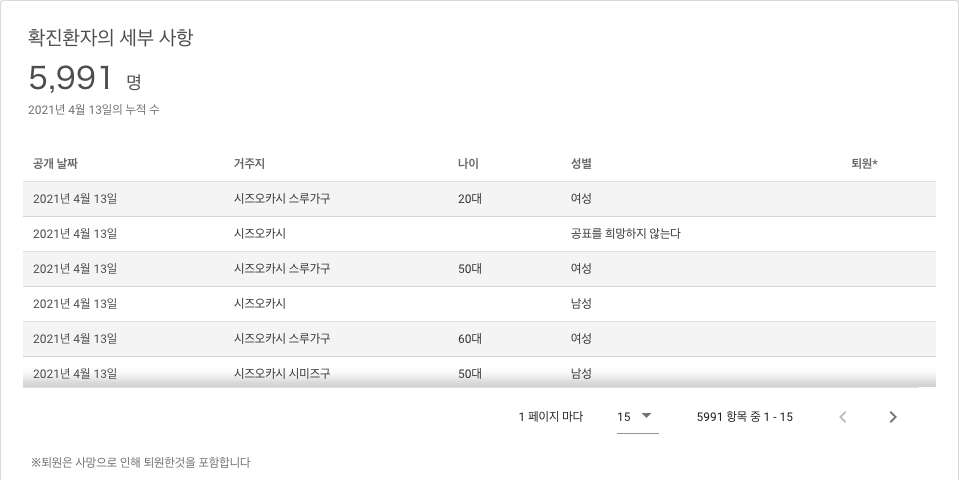 확진환자의 세부 사항
5,991 명
2021년 4월 13일의 누적 수
공개 날짜 거주지 나이 성별 퇴원*
2021년 4월 13일 시즈오카시 스루가구 20대 여성
2021년 4월 13일 시즈오카시 공표를 희망하지 않는다
2021년 4월 13일 시즈오카시 스루가구 50대 여성
2021년 4월 13일 시즈오카시 남성
2021년 4월 13일 시즈오카시 스루가구 60대 여성
2021년 4월 13일 시즈오카시 시미즈구 50대 남성
1 페이지 마다 15 5991 항목 중 1 - 15
※퇴원은 사망으로 인해 퇴원한것을 포함합니다